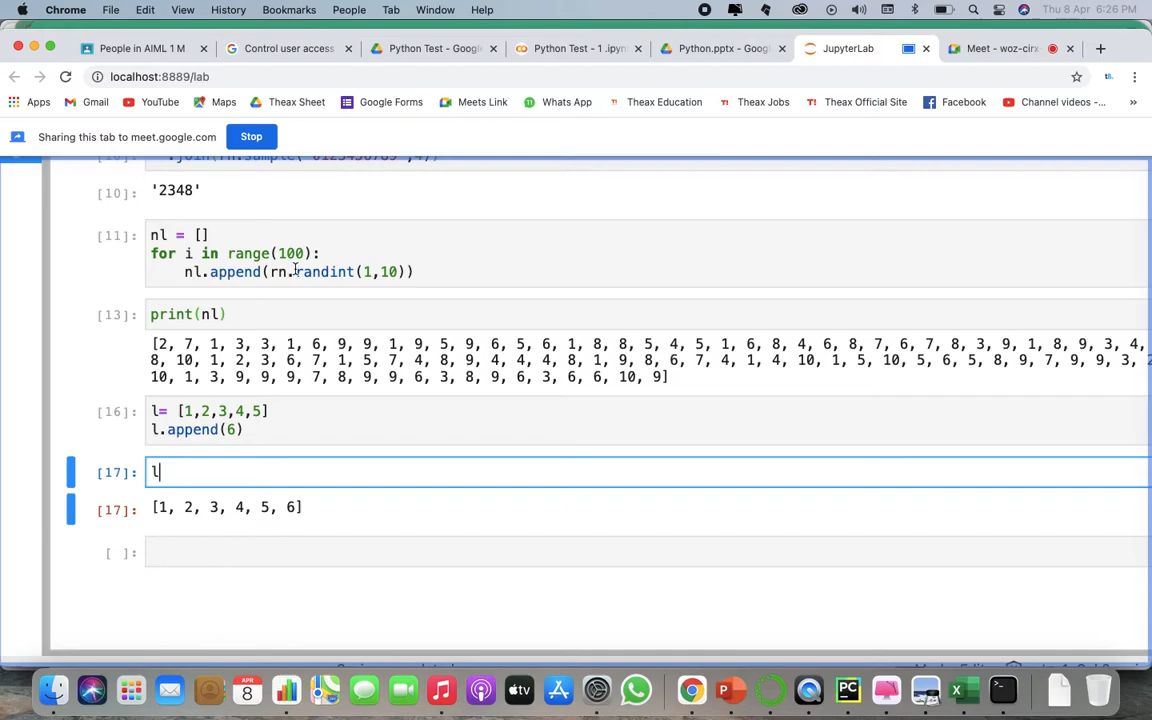 Chrome File Edit View History Bookmarks People Tab Window Help Thu 8 Apr 6:26 PM
People in AIML 1 M Control user access Python Test - Google Python Test - 1 .ipyn Python.pptx - Google JupyterLab Meet - woz-cirx
localhost:8889/lab
Apps Gmail YouTube Maps Theax Sheet Google Forms Meets Link Whats App Theax Education Theax Jobs Theax Official Site Facebook Channel videos -...
Sharing this tab to meet.google.com Stop
[10]: '2348'
[11]: nl = []
for i in range(100):
nl.append(rn.randint(1,10))
[13]: print(nl)
[2, 7, 1, 3, 3, 1, 6, 9, 9, 1, 9, 5, 9, 6, 5, 6, 1, 8, 8, 5, 4, 5, 1, 6, 8, 4, 6, 8, 7, 6, 7, 8, 3, 9, 1, 8, 9, 3, 4,
8, 10, 1, 2, 3, 6, 7, 1, 5, 7, 4, 8, 9, 4, 4, 4, 8, 1, 9, 8, 6, 7, 4, 1, 4, 10, 1, 5, 10, 5, 6, 5, 8, 9, 7, 9, 9, 3, 2
10, 1, 3, 9, 9, 9, 7, 8, 9, 9, 6, 3, 8, 9, 6, 3, 6, 6, 10, 9]
[16]: l= [1,2,3,4,5]
l.append(6)
[17]: l
[17]: [1, 2, 3, 4, 5, 6]
[ ]:
APR
8
tv
P
PC
X